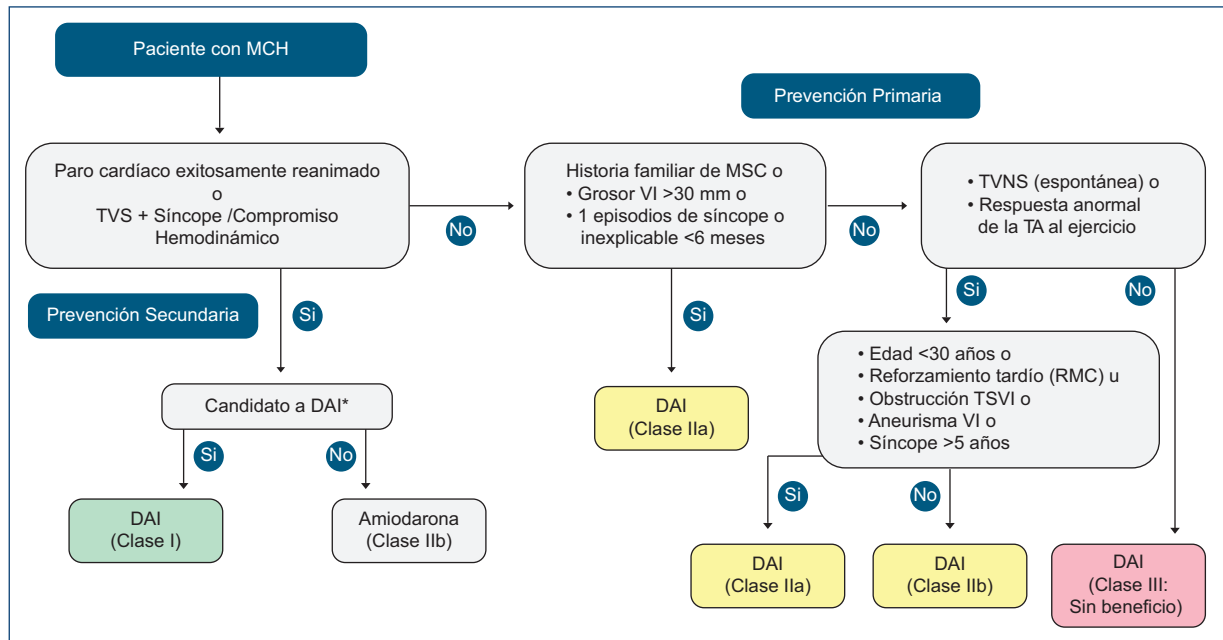 Paciente con MCH
Prevención Primaria
Paro cardíaco exitosamente reanimado
o
TVS + Síncope /Compromiso
Hemodinámico
No
Historia familiar de MSC o
• Grosor VI >30 mm o
• 1 episodios de síncope o
inexplicable <6 meses
No
• TVNS (espontánea) o
• Respuesta anormal
de la TA al ejercicio
Prevención Secundaria
Si
Si
Si
No
Candidato a DAI*
DAI
(Clase IIa)
• Edad <30 años o
• Reforzamiento tardío (RMC) u
• Obstrucción TSVI o
• Aneurisma VI o
• Síncope >5 años
Si
No
Si
No
DAI
(Clase I)
Amiodarona
(Clase IIb)
DAI
(Clase IIa)
DAI
(Clase IIb)
DAI
(Clase III:
Sin beneficio)